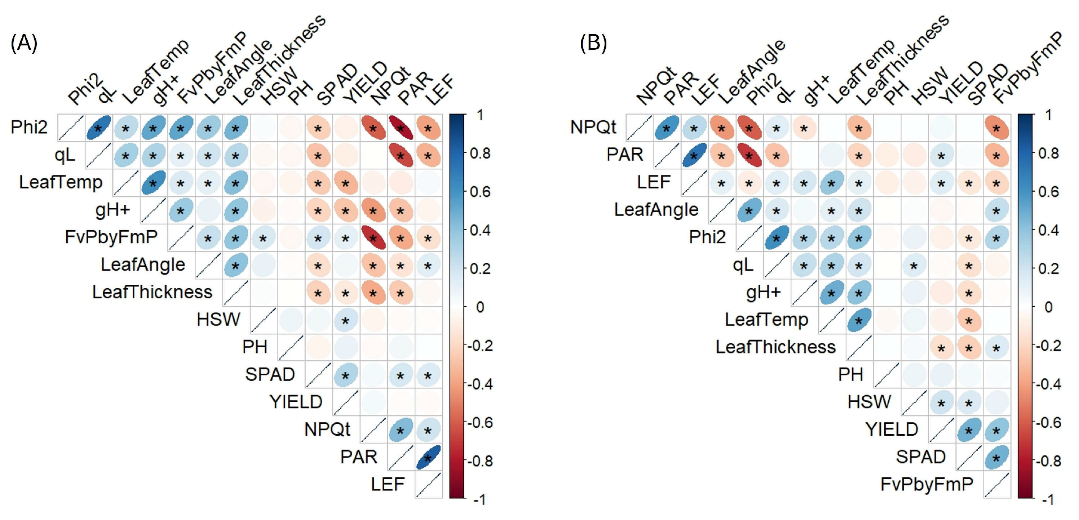 (A)
Phi2
qL
LeafTemp
gH+
FvPbyFmP
LeafAngle
LeafThickness
HSW
PH
SPAD
YIELD
NPQt
PAR
LEF
Phi2
qL
LeafTemp
gH+
FvPbyFmP
LeafAngle
LeafThickness
HSW
PH
SPAD
YIELD
NPQt
PAR
LEF
1
0.8
0.6
0.4
0.2
0
-0.2
-0.4
-0.6
-0.8
-1
(B)
NPQt
PAR
LEF
LeafAngle
Phi2
qL
gH+
LeafTemp
LeafThickness
PH
HSW
YIELD
SPAD
FvPbyFmP
NPQt
PAR
LEF
LeafAngle
Phi2
qL
gH+
LeafTemp
LeafThickness
PH
HSW
YIELD
SPAD
FvPbyFmP
1
0.8
0.6
0.4
0.2
0
-0.2
-0.4
-0.6
-0.8
-1